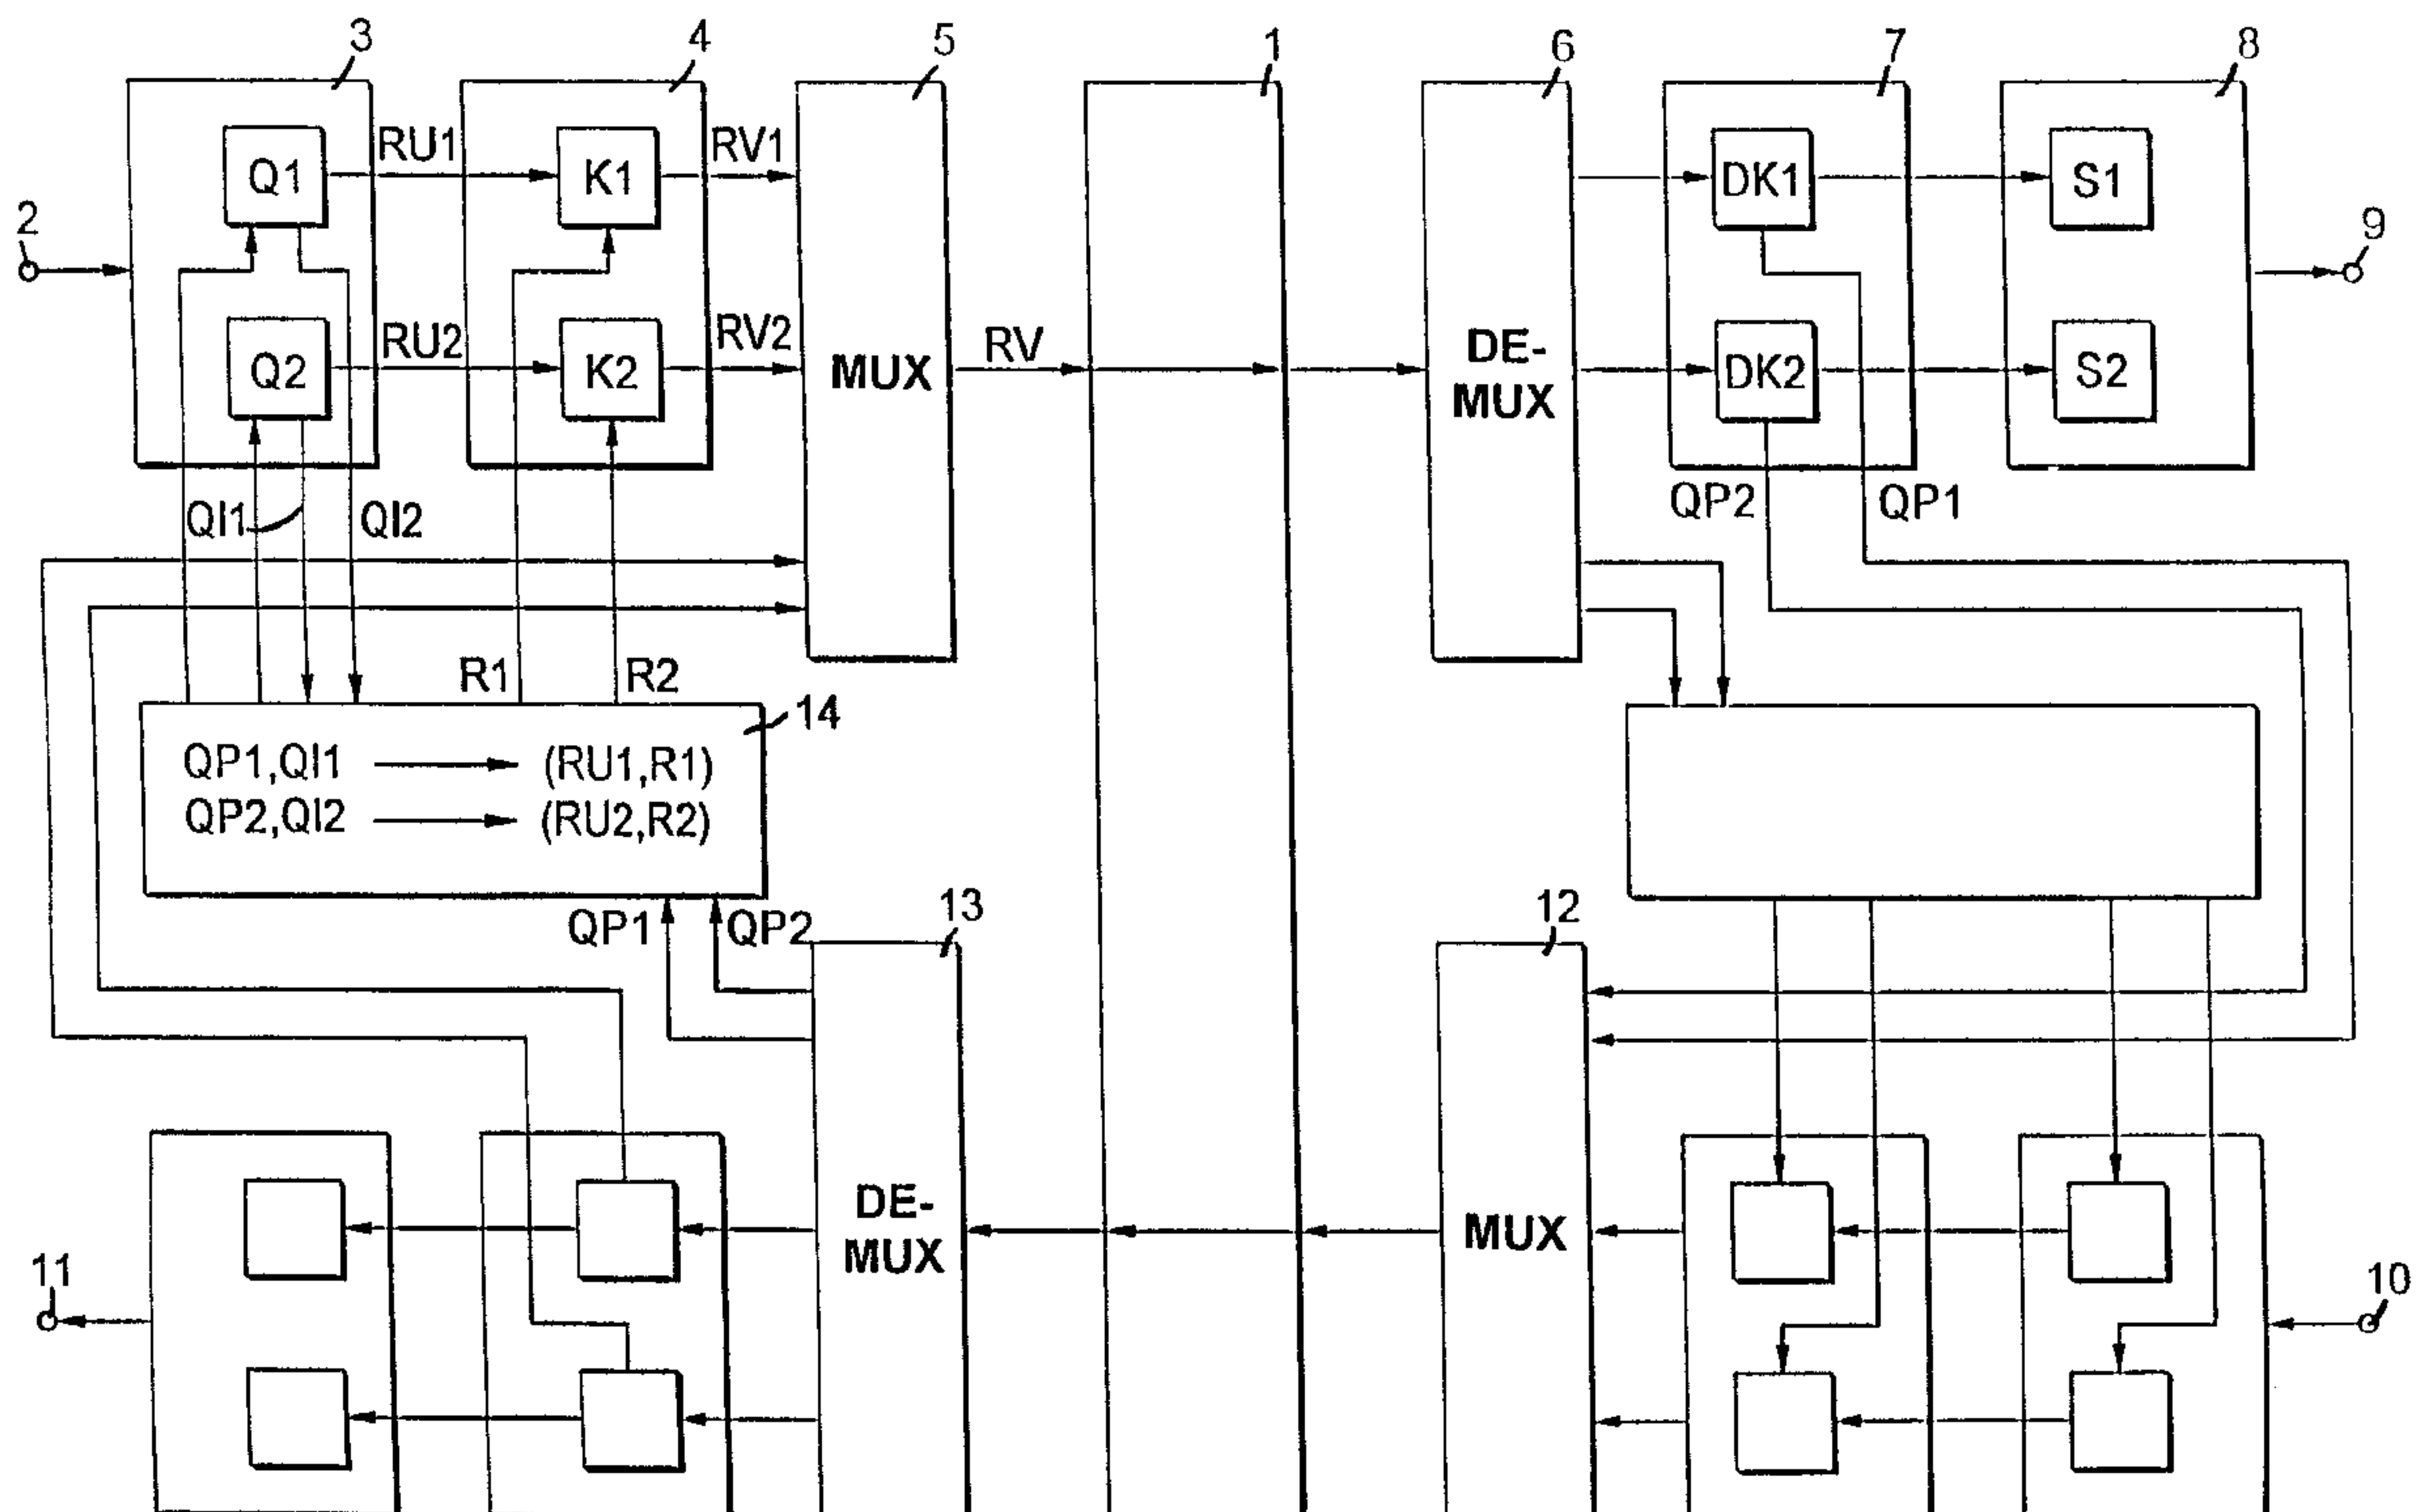 3
4
5
1
6
7
8
Q1
RU1
K1
RV1
DK1
S1
2
9
Q2
RU2
K2
RV2
MUX
RV
DE-
MUX
DK2
S2
QI1
QI2
QP2
QP1
R1
R2
14
QP1,QI1 (RU1,R1)
QP2,QI2 (RU2,R2)
QP1
QP2
13
12
DE-
MUX
MUX
11
10